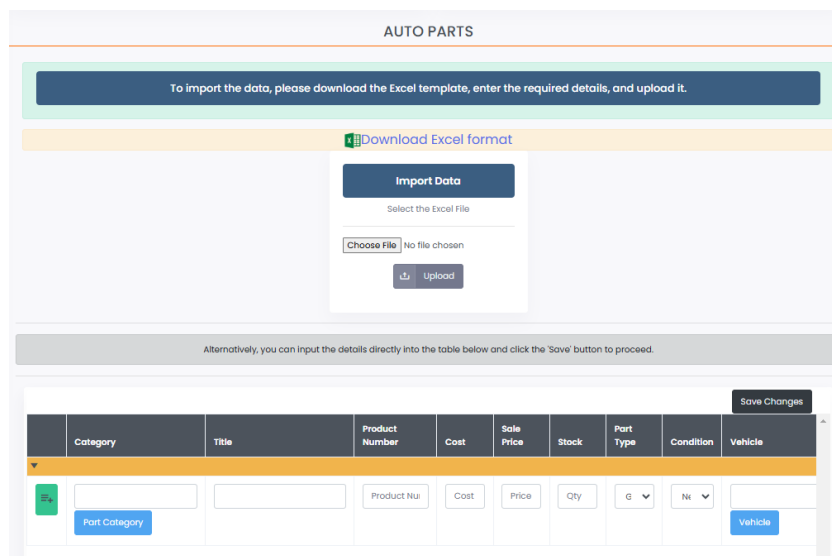 AUTO PARTS
To import the data, please download the Excel template, enter the required details, and upload it.
Download Excel format
Import Data
Select the Excel File
Choose File No file chosen
Upload
Alternatively, you can input the details directly into the table below and click the 'Save' button to proceed.
Save Changes
Category Title Product Number Cost Sale Price Stock Part Type Condition Vehicle
Product Nu Cost Price Qty G Ne
Part Category Vehicle